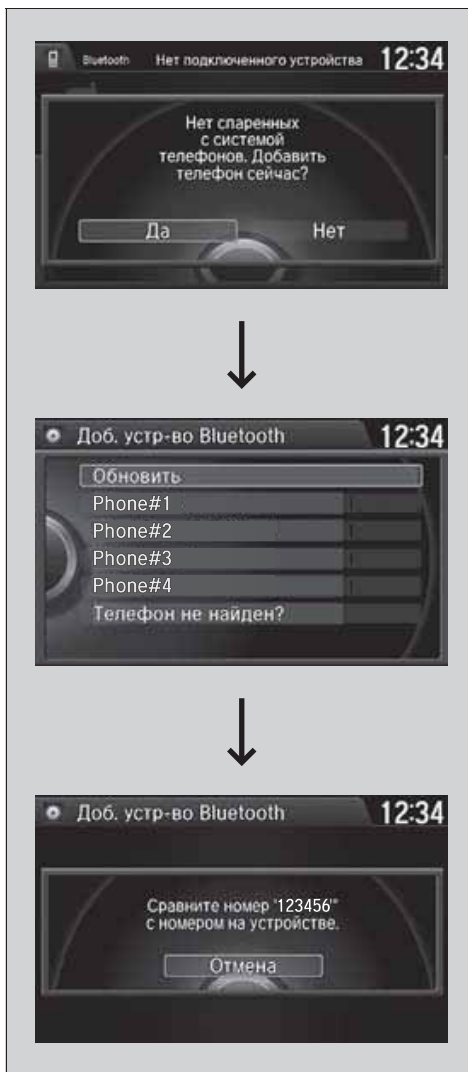 Bluetooth Нет подключенного устройства 12:34
Нет спаренных
с системой
телефонов. Добавить
телефон сейчас?
Да Нет
Доб. устр-во Bluetooth 12:34
Обновить
Phone#1
Phone#2
Phone#3
Phone#4
Телефон не найден?
Доб. устр-во Bluetooth 12:34
Сравните номер "123456"
с номером на устройстве.
Отмена